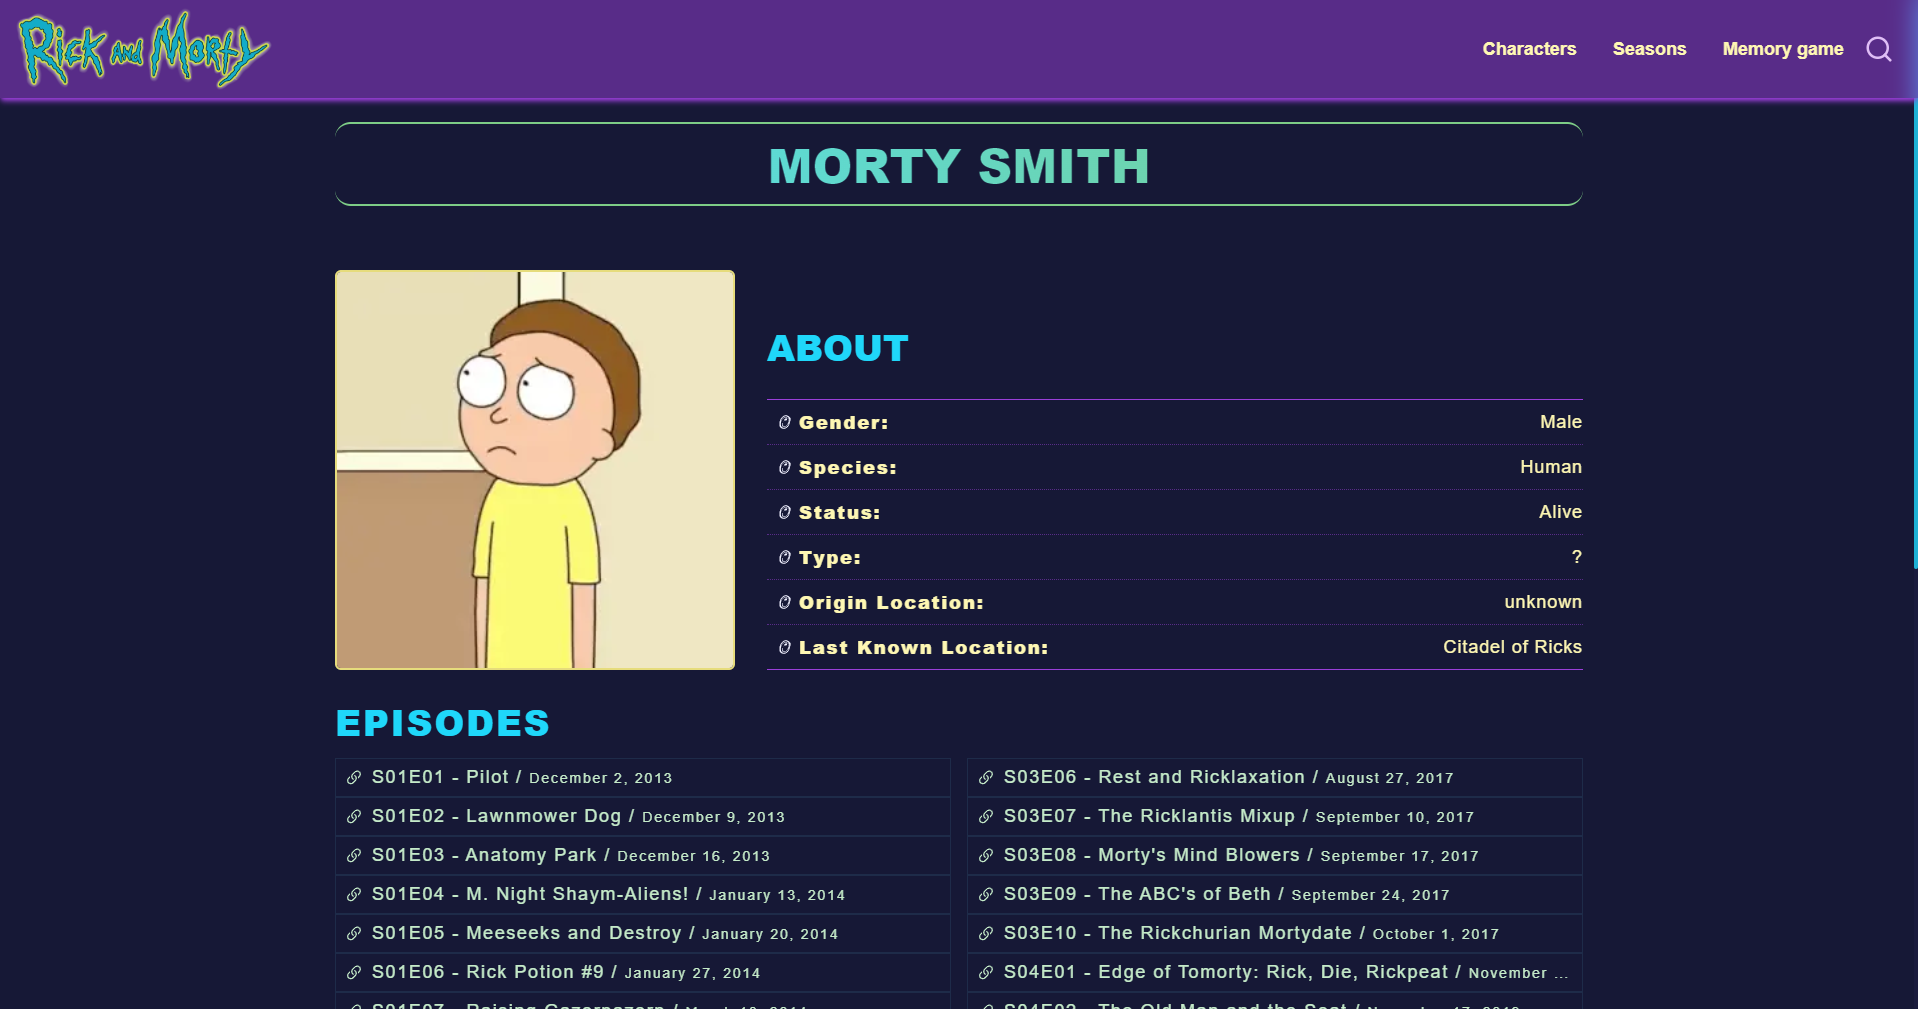 Rick and Morty
Characters Seasons Memory game
MORTY SMITH
ABOUT
Gender: Male
Species: Human
Status: Alive
Type: ?
Origin Location: unknown
Last Known Location: Citadel of Ricks
EPISODES
S01E01 - Pilot / December 2, 2013
S01E02 - Lawnmower Dog / December 9, 2013
S01E03 - Anatomy Park / December 16, 2013
S01E04 - M. Night Shaym-Aliens! / January 13, 2014
S01E05 - Meeseeks and Destroy / January 20, 2014
S01E06 - Rick Potion #9 / January 27, 2014
S03E06 - Rest and Ricklaxation / August 27, 2017
S03E07 - The Ricklantis Mixup / September 10, 2017
S03E08 - Morty's Mind Blowers / September 17, 2017
S03E09 - The ABC's of Beth / September 24, 2017
S03E10 - The Rickchurian Mortydate / October 1, 2017
S04E01 - Edge of Tomorty: Rick, Die, Rickpeat / November ...